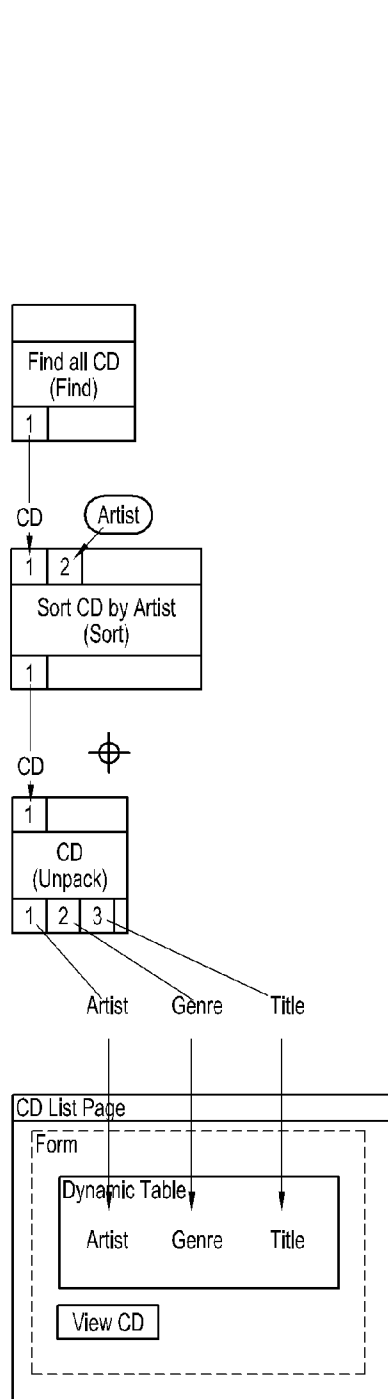 Find all CD
(Find)
1
CD
Artist
1 2
Sort CD by Artist
(Sort)
1
CD
1
CD
(Unpack)
1 2 3
Artist Genre Title
CD List Page
Form
Dynamic Table
Artist Genre Title
View CD